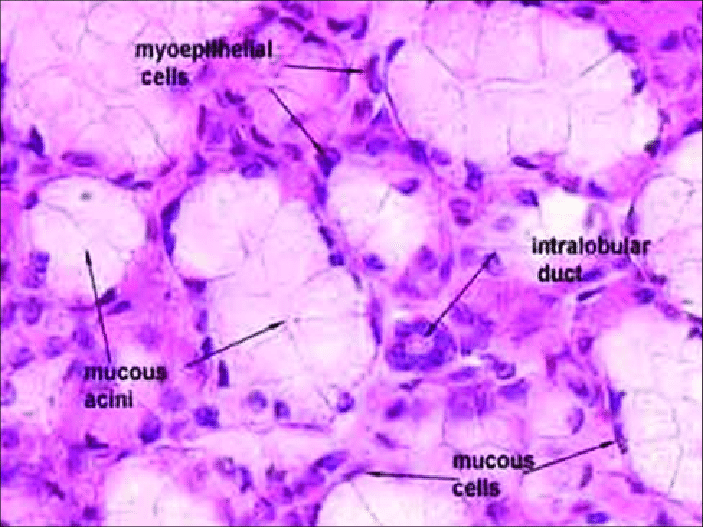 myoepithelial
cells
intralobular
duct
mucous
acini
mucous
cells